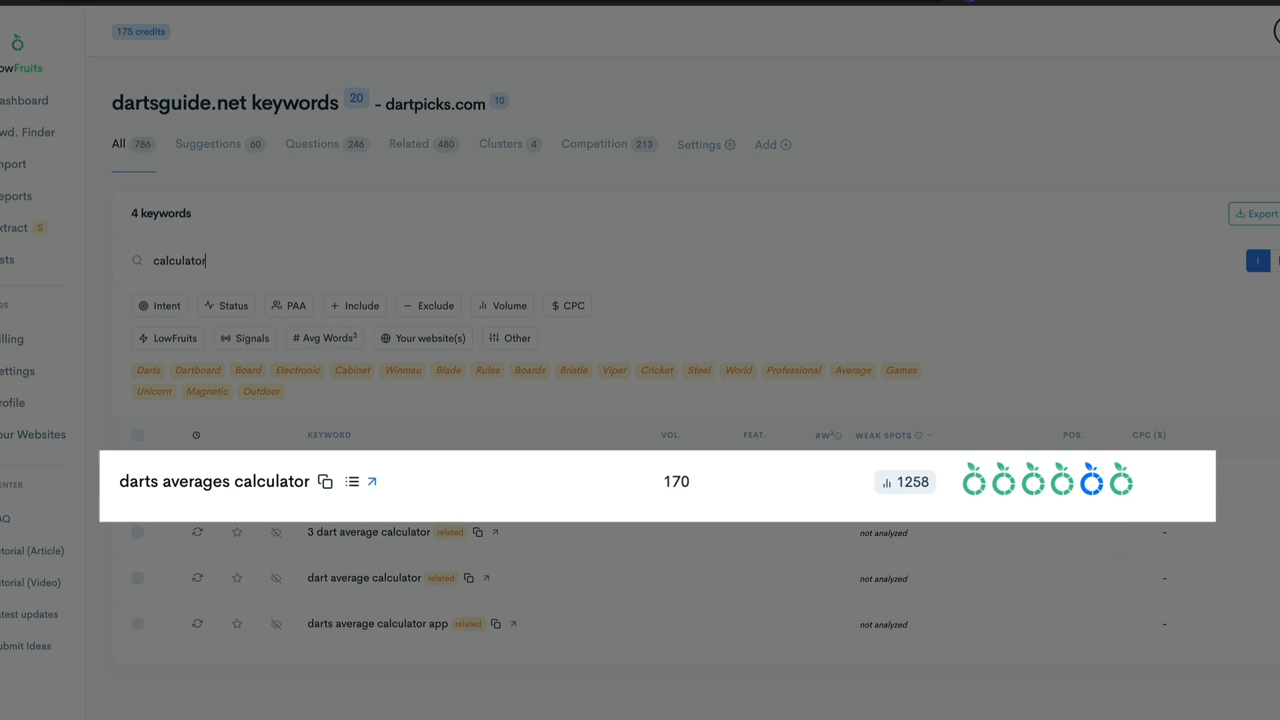 175 credits
owFruits
ashboard
wd. Finder
mport
eports
xtract 5
sts
ss
illing
ettings
rofile
our Websites
ENTER
AQ
utorial (Article)
utorial (Video)
atest updates
ubmit Ideas
dartsguide.net keywords 20 - dartpicks.com 10
All 786 Suggestions 60 Questions 246 Related 480 Clusters 4 Competition 213 Settings Add
4 keywords
Export
calculator
Intent Status PAA + Include − Exclude Volume $ CPC
LowFruits Signals # Avg Words³ Your website(s) Other
Darts Dartboard Board Electronic Cabinet Winmau Blade Rules Boards Bristle Viper Cricket Steel World Professional Average Games
Unicorn Magnetic Outdoor
KEYWORD VOL. FEAT. #W³ WEAK SPOTS POS. CPC ($)
darts averages calculator 170 1258
3 dart average calculator related not analyzed -
dart average calculator related not analyzed -
darts average calculator app related not analyzed -